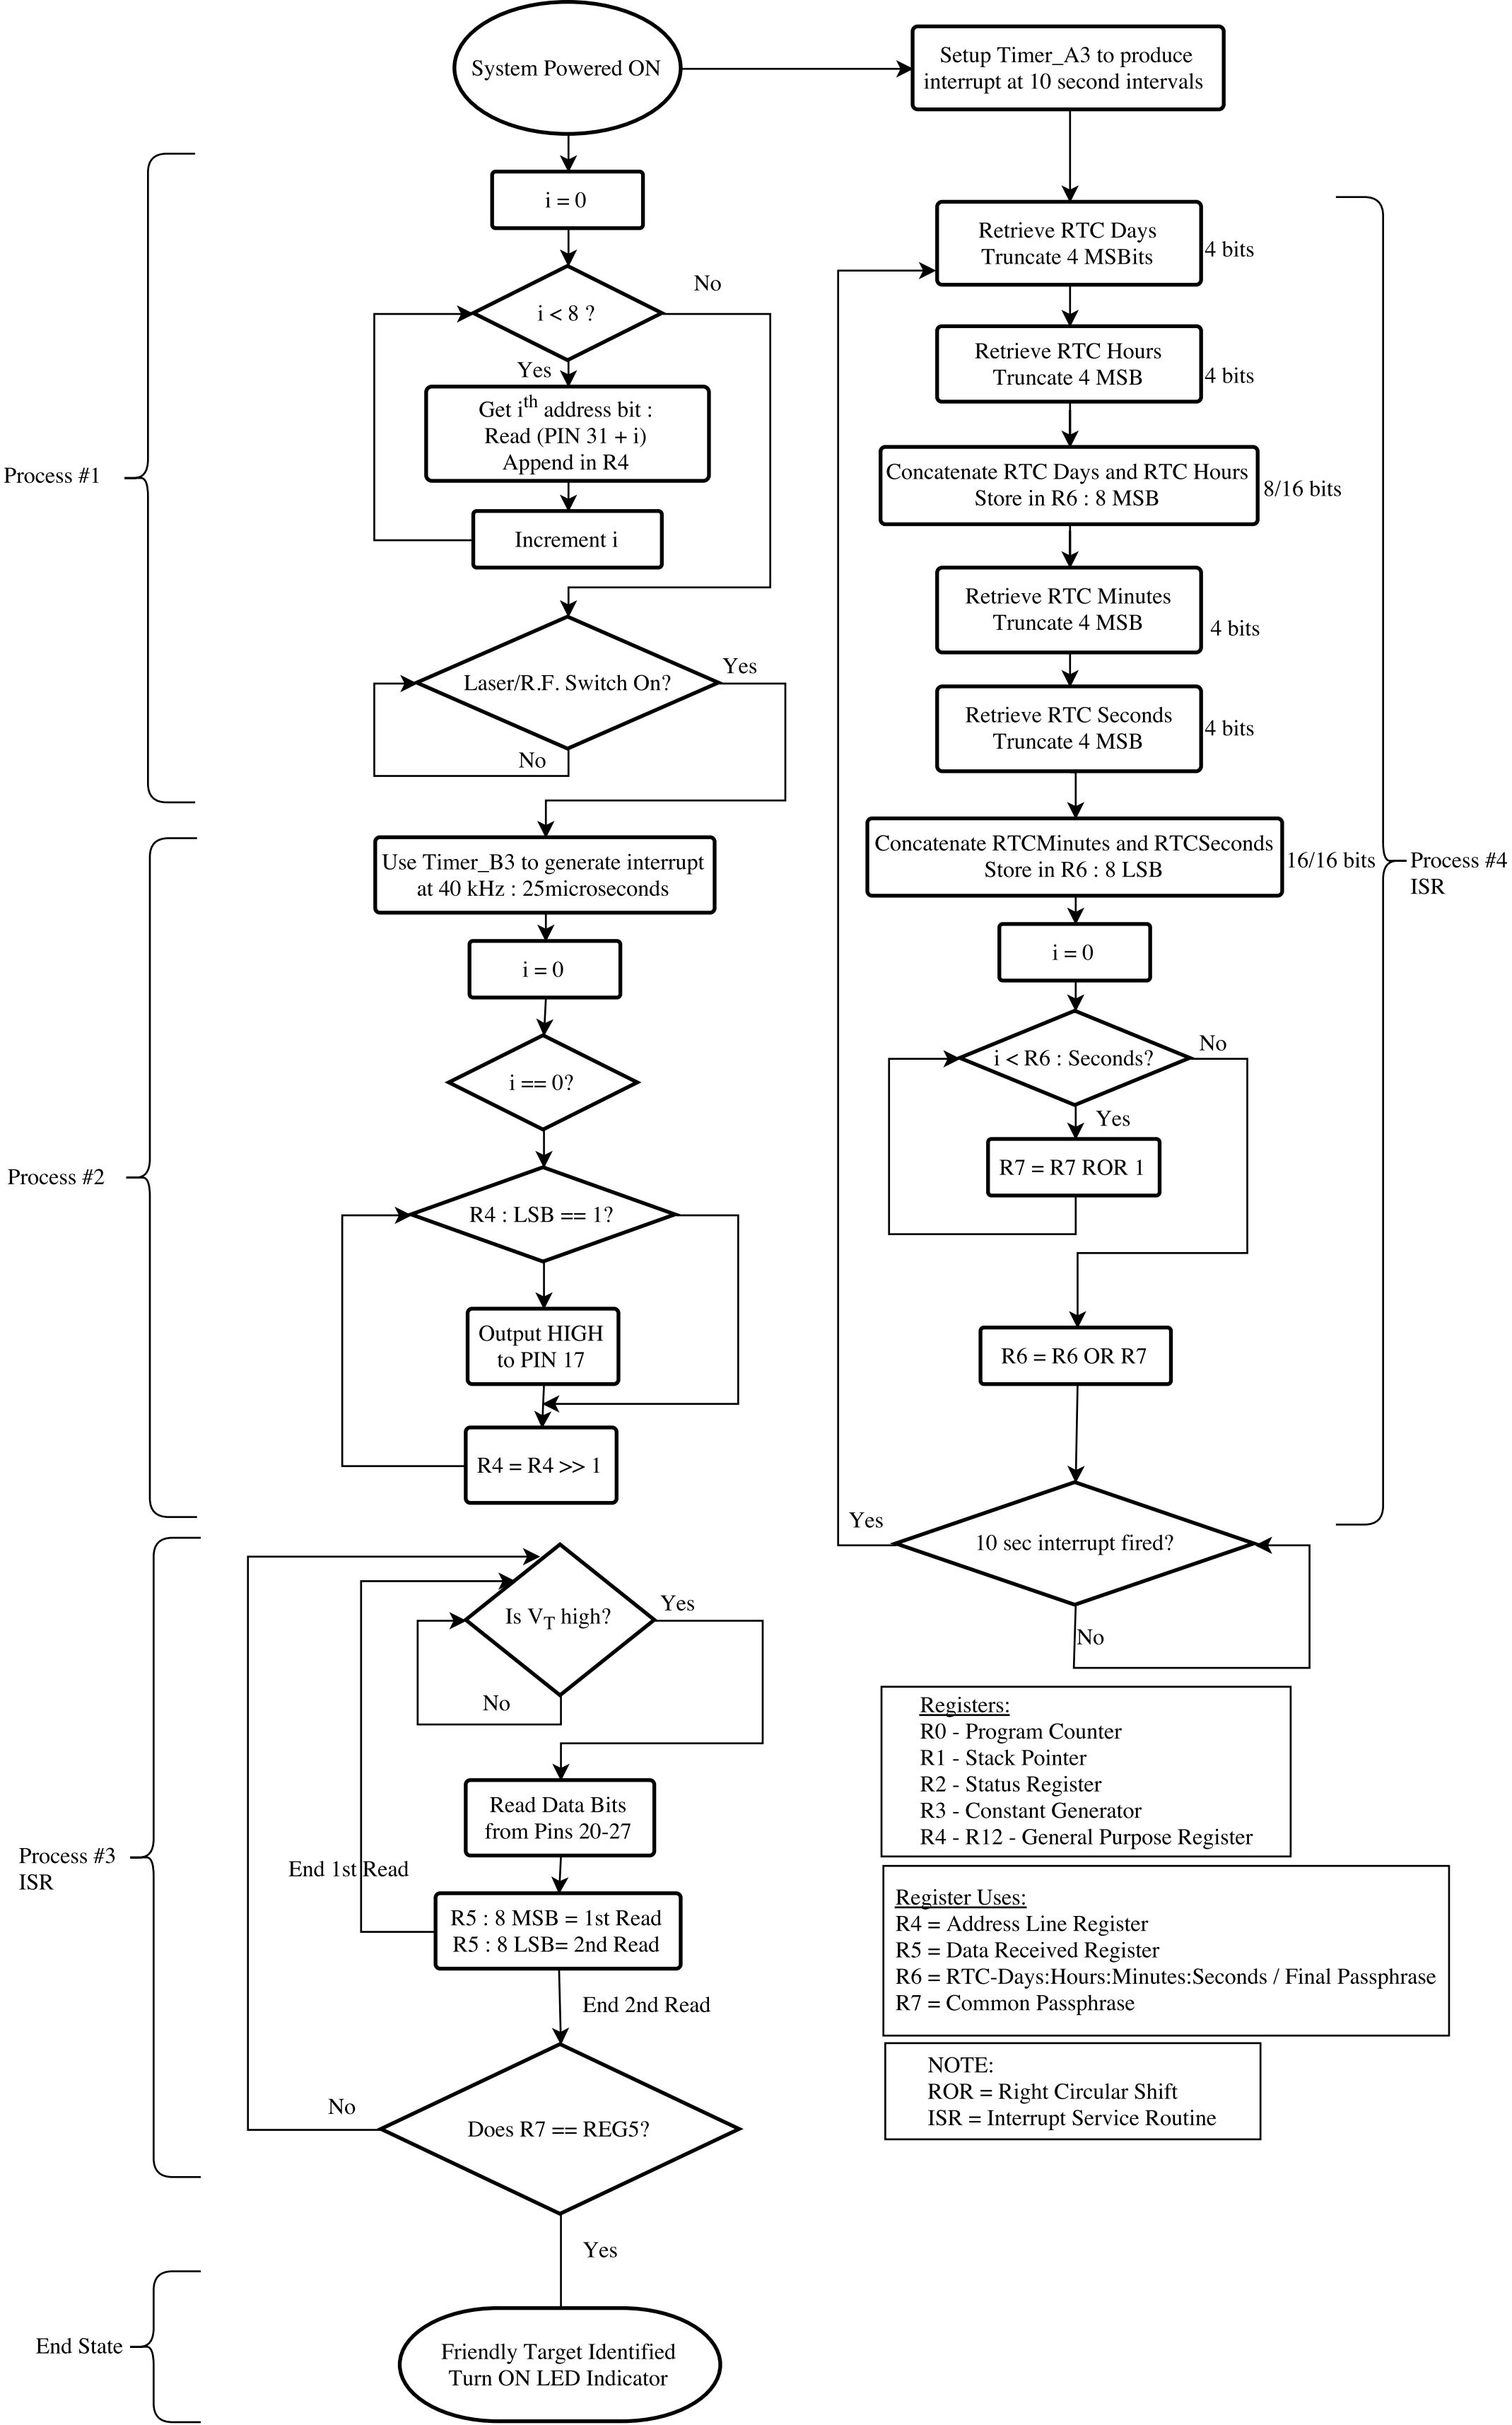 System Powered ON
Setup Timer_A3 to produce
interrupt at 10 second intervals
Process #1
i = 0
i < 8 ?
No
Yes
Get ith address bit :
Read (PIN 31 + i)
Append in R4
Increment i
Laser/R.F. Switch On?
Yes
No
Process #2
Use Timer_B3 to generate interrupt
at 40 kHz : 25microseconds
i = 0
i == 0?
R4 : LSB == 1?
Output HIGH
to PIN 17
R4 = R4 >> 1
Process #3
ISR
Is VT high?
Yes
No
Read Data Bits
from Pins 20-27
End 1st Read
R5 : 8 MSB = 1st Read
R5 : 8 LSB= 2nd Read
End 2nd Read
No
Does R7 == REG5?
Yes
End State
Friendly Target Identified
Turn ON LED Indicator
Retrieve RTC Days
Truncate 4 MSBits
4 bits
Retrieve RTC Hours
Truncate 4 MSB
4 bits
Concatenate RTC Days and RTC Hours
Store in R6 : 8 MSB
8/16 bits
Retrieve RTC Minutes
Truncate 4 MSB
4 bits
Retrieve RTC Seconds
Truncate 4 MSB
4 bits
Concatenate RTCMinutes and RTCSeconds
Store in R6 : 8 LSB
16/16 bits
Process #4
ISR
i = 0
i < R6 : Seconds?
No
Yes
R7 = R7 ROR 1
R6 = R6 OR R7
Yes
10 sec interrupt fired?
No
Registers:
R0 - Program Counter
R1 - Stack Pointer
R2 - Status Register
R3 - Constant Generator
R4 - R12 - General Purpose Register
Register Uses:
R4 = Address Line Register
R5 = Data Received Register
R6 = RTC-Days:Hours:Minutes:Seconds / Final Passphrase
R7 = Common Passphrase
NOTE:
ROR = Right Circular Shift
ISR = Interrupt Service Routine